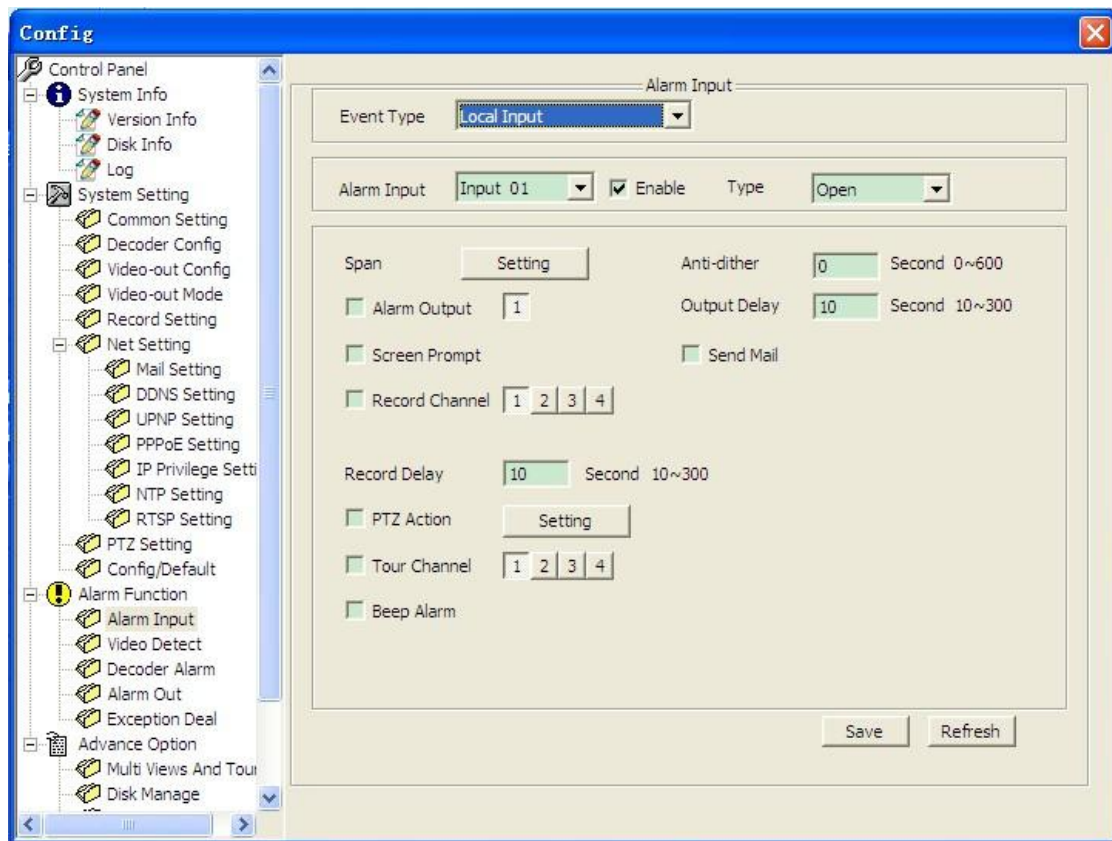 Config
Control Panel
System Info
Version Info
Disk Info
Log
System Setting
Common Setting
Decoder Config
Video-out Config
Video-out Mode
Record Setting
Net Setting
Mail Setting
DDNS Setting
UPNP Setting
PPPoE Setting
IP Privilege Setti
NTP Setting
RTSP Setting
PTZ Setting
Config/Default
Alarm Function
Alarm Input
Video Detect
Decoder Alarm
Alarm Out
Exception Deal
Advance Option
Multi Views And Tour
Disk Manage
Alarm Input
Event Type Local Input
Alarm Input Input 01 Enable Type Open
Span Setting Anti-dither 0 Second 0~600
Alarm Output 1 Output Delay 10 Second 10~300
Screen Prompt Send Mail
Record Channel 1 2 3 4
Record Delay 10 Second 10~300
PTZ Action Setting
Tour Channel 1 2 3 4
Beep Alarm
Save Refresh